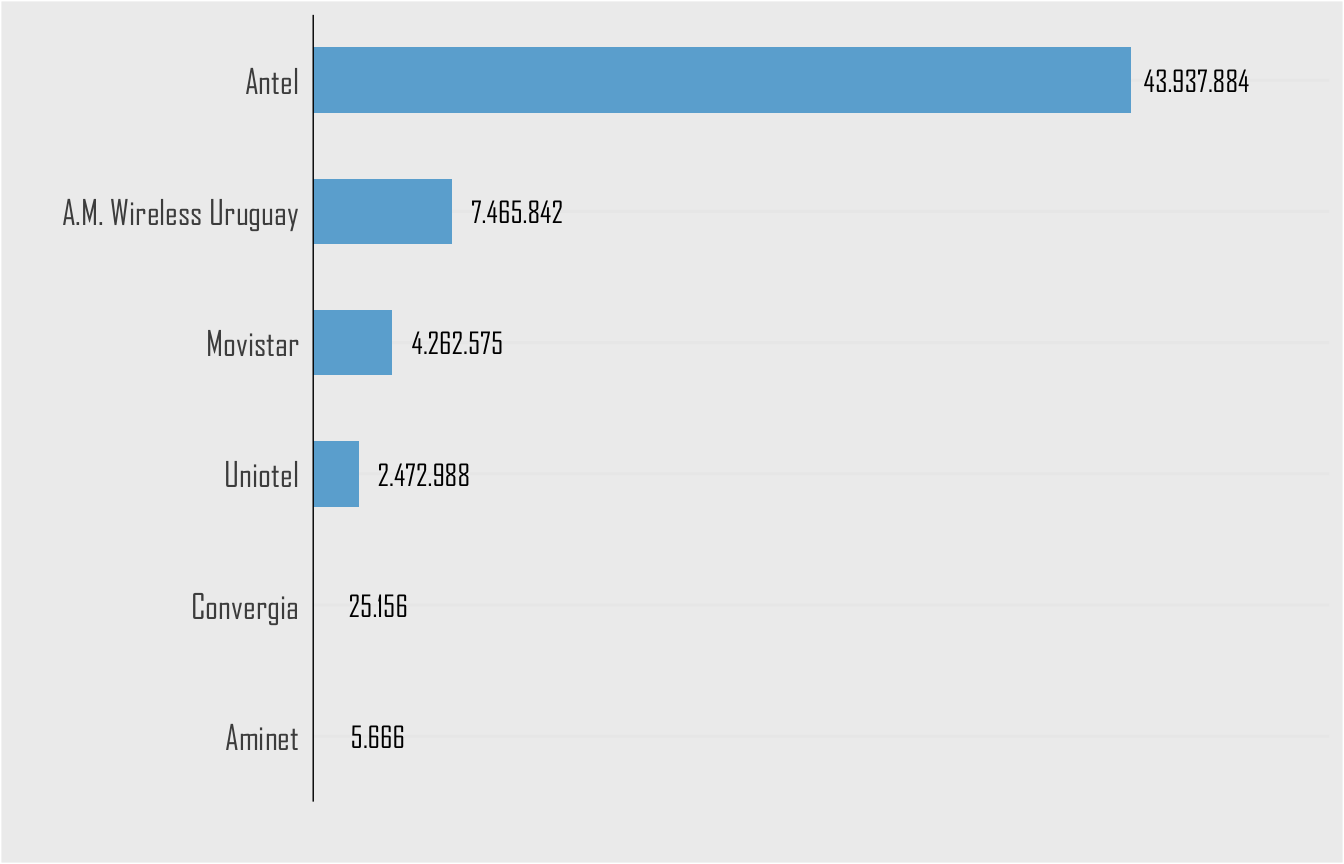 Antel 43.937.884
A.M. Wireless Uruguay 7.465.842
Movistar 4.262.575
Uniotel 2.472.988
Convergia 25.156
Aminet 5.666